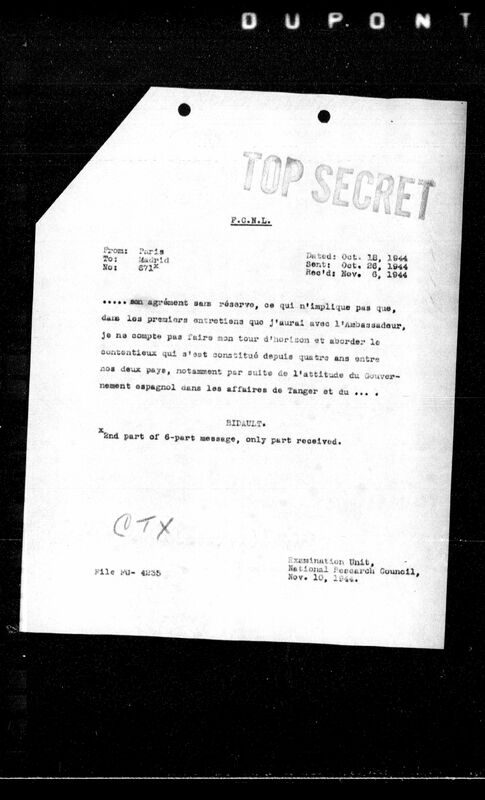 DUPONT
TOP SECRET
F.C.N.L.
From: Paris
To: Madrid
No: 871x
Dated: Oct. 18, 1944
Sent: Oct. 26, 1944
Rec'd: Nov. 6, 1944
..... son agrément sans réserve, ce qui n'implique pas que,
dans les premiers entretiens que j'aurai avec l'Ambassadeur,
je ne compte pas faire mon tour d'horizon et aborder le
contentieux qui s'est constitué depuis quatre ans entre
nos deux pays, notamment par suite de l'attitude du Gouver-
nement espagnol dans les affaires de Tanger et du ... .
BIDAULT.
x2nd part of 6-part message, only part received.
CTX
File FU- 4235
Examination Unit,
National Research Council,
Nov. 10, 1944.